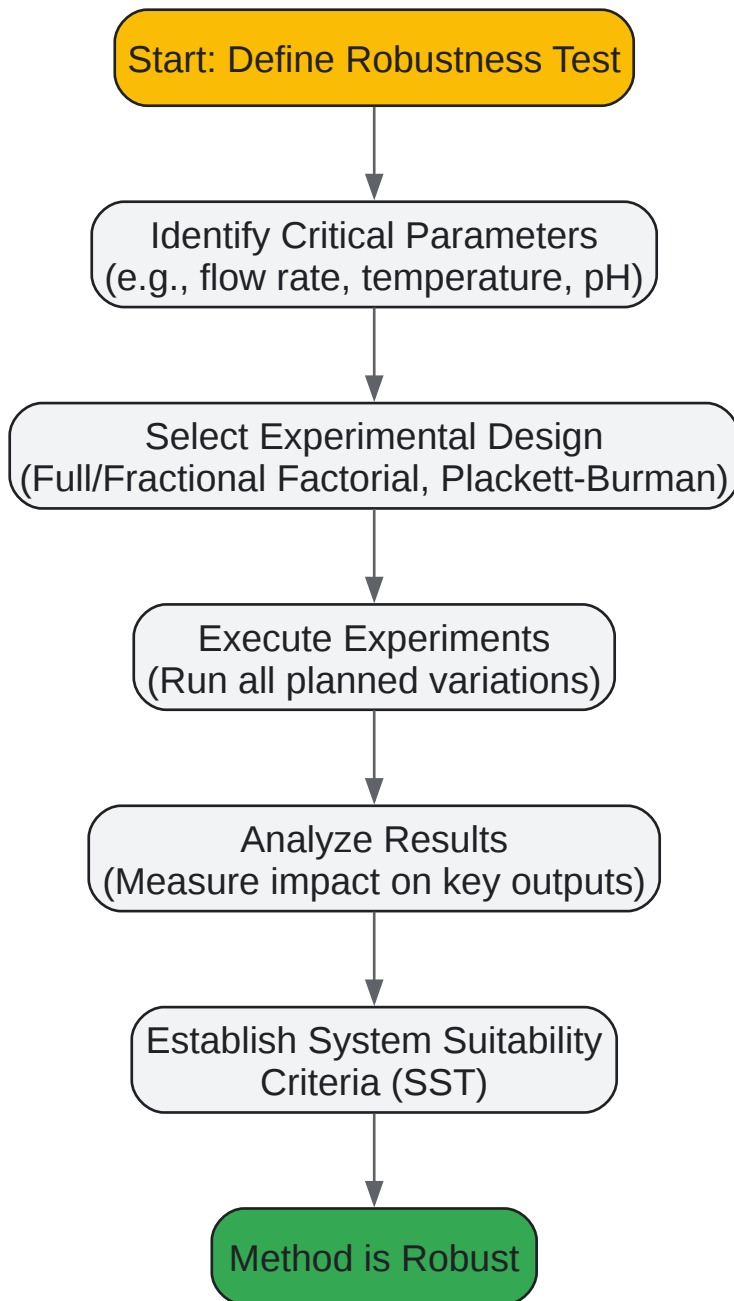 Start: Define Robustness Test
Identify Critical Parameters
(e.g., flow rate, temperature, pH)
Select Experimental Design
(Full/Fractional Factorial, Plackett-Burman)
Execute Experiments
(Run all planned variations)
Analyze Results
(Measure impact on key outputs)
Establish System Suitability
Criteria (SST)
Method is Robust